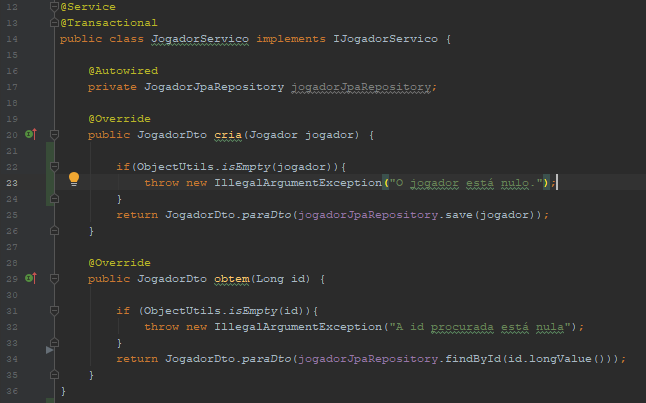 12 @Service
13 @Transactional
14 public class JogadorServico implements IJogadorServico {
15
16 @Autowired
17 private JogadorJpaRepository jogadorJpaRepository;
18
19 @Override
20 public JogadorDto cria(Jogador jogador) {
21
22 if(ObjectUtils.isEmpty(jogador)){
23 throw new IllegalArgumentException("O jogador está nulo.");
24 }
25 return JogadorDto.paraDto(jogadorJpaRepository.save(jogador));
26 }
27
28 @Override
29 public JogadorDto obtem(Long id) {
30
31 if (ObjectUtils.isEmpty(id)){
32 throw new IllegalArgumentException("A id procurada está nula");
33 }
34 return JogadorDto.paraDto(jogadorJpaRepository.findById(id.longValue()));
35 }
36 }